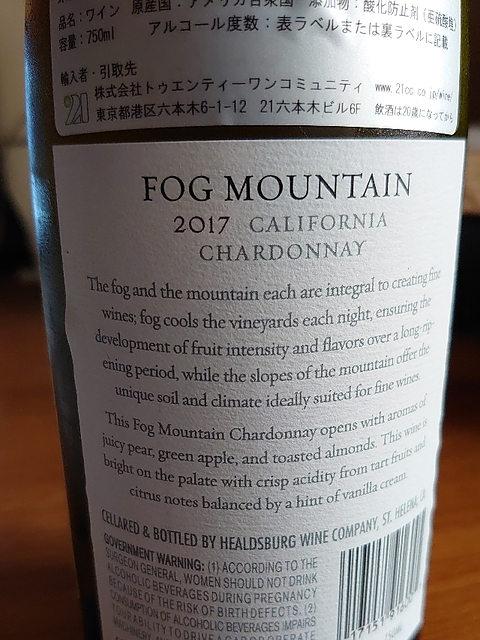 品名：ワイン 原産国：アメリカ合衆国 添加物：酸化防止剤（亜硫酸塩）
容量：750ml アルコール度数：表ラベルまたは裏ラベルに記載
輸入者・引取先
21 株式会社トゥエンティーワンコミュニティ www.21cc.co.jp/wine/
東京都港区六本木6-1-12 21六本木ビル6F 飲酒は20歳になってから
FOG MOUNTAIN
2017 CALIFORNIA
CHARDONNAY
The fog and the mountain each are integral to creating fine
wines; fog cools the vineyards each night, ensuring the
development of fruit intensity and flavors over a long-rip-
ening period, while the slopes of the mountain offer the
unique soil and climate ideally suited for fine wines.
This Fog Mountain Chardonnay opens with aromas of
juicy pear, green apple, and toasted almonds. This wine is
bright on the palate with crisp acidity from tart fruits and
citrus notes balanced by a hint of vanilla cream.
CELLARED & BOTTLED BY HEALDSBURG WINE COMPANY, ST. HELENA, CA
GOVERNMENT WARNING: (1) ACCORDING TO THE
SURGEON GENERAL, WOMEN SHOULD NOT DRINK
ALCOHOLIC BEVERAGES DURING PREGNANCY
BECAUSE OF THE RISK OF BIRTH DEFECTS. (2)
CONSUMPTION OF ALCOHOLIC BEVERAGES IMPAIRS
YOUR ABILITY TO DRIVE A CAR OR OPERATE